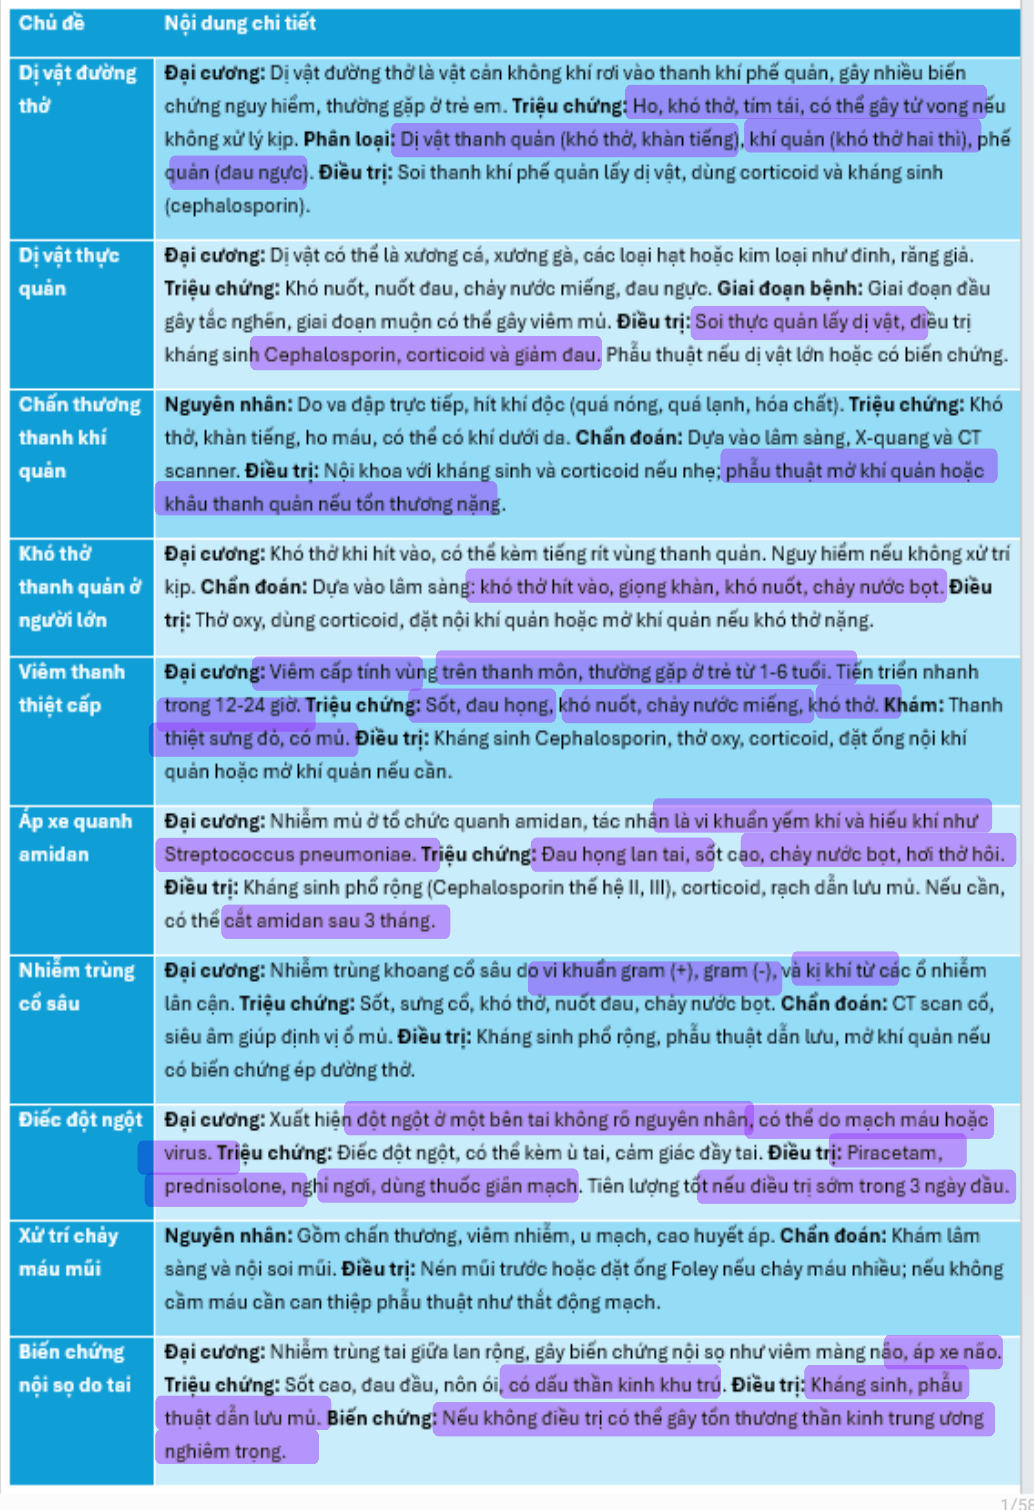 Chủ đề
Nội dung chi tiết
Dị vật đường
thở
Đại cương: Dị vật đường thở là vật cản không khí rơi vào thanh khí phế quản, gây nhiều biến
chứng nguy hiểm, thường gặp ở trẻ em. Triệu chứng: Ho, khó thở, tím tái, có thể gây tử vong nếu
không xử lý kịp. Phân loại: Dị vật thanh quản (khó thở, khàn tiếng), khí quản (khó thở hai thì), phế
quản (đau ngực). Điều trị: Soi thanh khí phế quản lấy dị vật, dùng corticoid và kháng sinh
(cephalosporin).
Dị vật thực
quản
Đại cương: Dị vật có thể là xương cá, xương gà, các loại hạt hoặc kim loại như đinh, răng giả.
Triệu chứng: Khó nuốt, nuốt đau, chảy nước miếng, đau ngực. Giai đoạn bệnh: Giai đoạn đầu
gây tắc nghẽn, giai đoạn muộn có thể gây viêm mủ. Điều trị: Soi thực quản lấy dị vật, điều trị
kháng sinh Cephalosporin, corticoid và giảm đau. Phẫu thuật nếu dị vật lớn hoặc có biến chứng.
Chấn thương
thanh khí
quản
Nguyên nhân: Do va đập trực tiếp, hít khí độc (quá nóng, quá lạnh, hóa chất). Triệu chứng: Khó
thở, khàn tiếng, ho máu, có thể có khí dưới da. Chẩn đoán: Dựa vào lâm sàng, X-quang và CT
scanner. Điều trị: Nội khoa với kháng sinh và corticoid nếu nhẹ; phẫu thuật mở khí quản hoặc
khâu thanh quản nếu tổn thương nặng.
Khó thở
thanh quản ở
người lớn
Đại cương: Khó thở khi hít vào, có thể kèm tiếng rít vùng thanh quản. Nguy hiểm nếu không xử trí
kịp. Chẩn đoán: Dựa vào lâm sàng: khó thở hít vào, giọng khàn, khó nuốt, chảy nước bọt. Điều
trị: Thở oxy, dùng corticoid, đặt nội khí quản hoặc mở khí quản nếu khó thở nặng.
Viêm thanh
thiệt cấp
Đại cương: Viêm cấp tính vùng trên thanh môn, thường gặp ở trẻ từ 1-6 tuổi. Tiến triển nhanh
trong 12-24 giờ. Triệu chứng: Sốt, đau họng, khó nuốt, chảy nước miếng, khó thở. Khám: Thanh
thiệt sưng đỏ, có mủ. Điều trị: Kháng sinh Cephalosporin, thở oxy, corticoid, đặt ống nội khí
quản hoặc mở khí quản nếu cần.
Áp xe quanh
amidan
Đại cương: Nhiễm mủ ở tổ chức quanh amidan, tác nhân là vi khuẩn yếm khí và hiếu khí như
Streptococcus pneumoniae. Triệu chứng: Đau họng lan tai, sốt cao, chảy nước bọt, hơi thở hôi.
Điều trị: Kháng sinh phổ rộng (Cephalosporin thế hệ II, III), corticoid, rạch dẫn lưu mủ. Nếu cần,
có thể cắt amidan sau 3 tháng.
Nhiễm trùng
cổ sâu
Đại cương: Nhiễm trùng khoang cổ sâu do vi khuẩn gram (+), gram (-), và kị khí từ các ổ nhiễm
lân cận. Triệu chứng: Sốt, sưng cổ, khó thở, nuốt đau, chảy nước bọt. Chẩn đoán: CT scan cổ,
siêu âm giúp định vị ổ mủ. Điều trị: Kháng sinh phổ rộng, phẫu thuật dẫn lưu, mở khí quản nếu
có biến chứng ép đường thở.
Điếc đột ngột
Đại cương: Xuất hiện đột ngột ở một bên tai không rõ nguyên nhân, có thể do mạch máu hoặc
virus. Triệu chứng: Điếc đột ngột, có thể kèm ù tai, cảm giác đầy tai. Điều trị: Piracetam,
prednisolone, nghỉ ngơi, dùng thuốc giãn mạch. Tiên lượng tốt nếu điều trị sớm trong 3 ngày đầu.
Xử trí chảy
máu mũi
Nguyên nhân: Gồm chấn thương, viêm nhiễm, u mạch, cao huyết áp. Chẩn đoán: Khám lâm
sàng và nội soi mũi. Điều trị: Nén mũi trước hoặc đặt ống Foley nếu chảy máu nhiều; nếu không
cầm máu cần can thiệp phẫu thuật như thắt động mạch.
Biến chứng
nội sọ do tai
Đại cương: Nhiễm trùng tai giữa lan rộng, gây biến chứng nội sọ như viêm màng não, áp xe não.
Triệu chứng: Sốt cao, đau đầu, nôn ói, có dấu thần kinh khu trú. Điều trị: Kháng sinh, phẫu
thuật dẫn lưu mủ. Biến chứng: Nếu không điều trị có thể gây tổn thương thần kinh trung ương
nghiêm trọng.